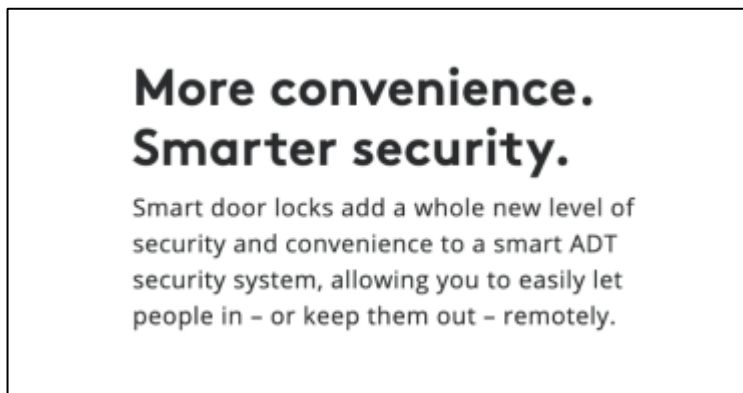 More convenience.
Smarter security.
Smart door locks add a whole new level of
security and convenience to a smart ADT
security system, allowing you to easily let
people in – or keep them out – remotely.